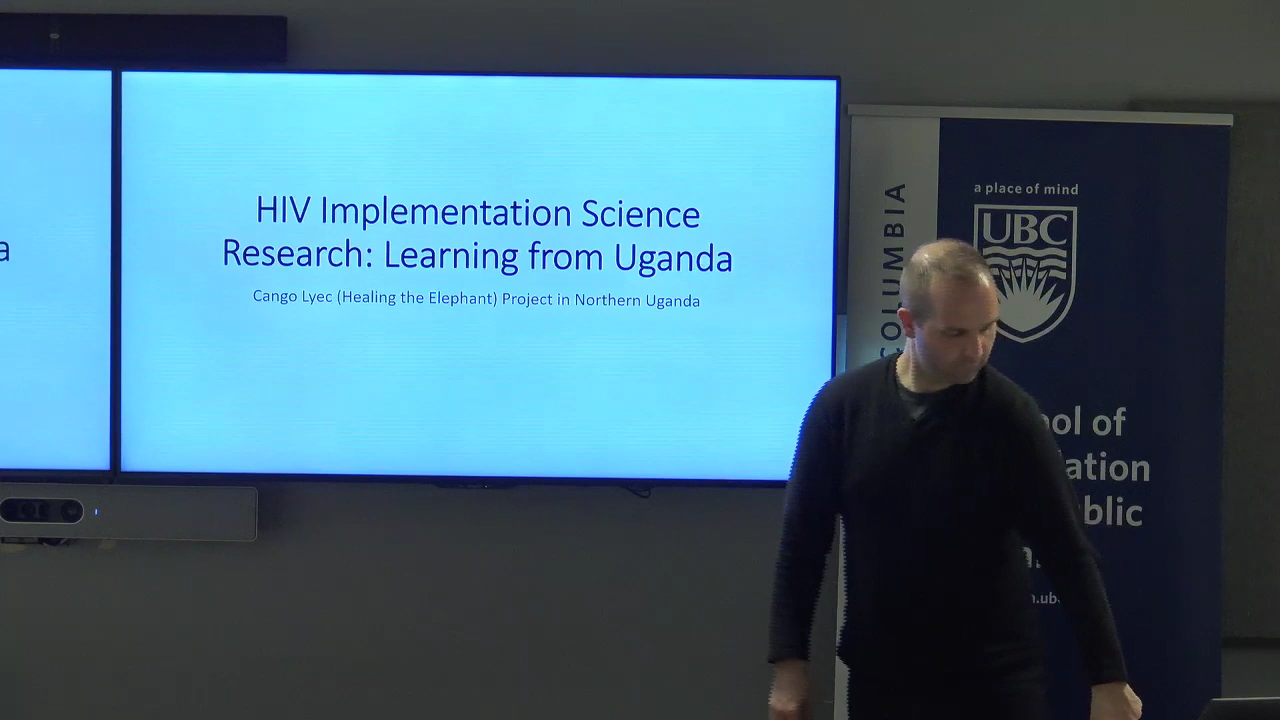 HIV Implementation Science
Research: Learning from Uganda
Cango Lyec (Healing the Elephant) Project in Northern Uganda
a place of mind
UBC
COLUMBIA
ool of
ation
blic